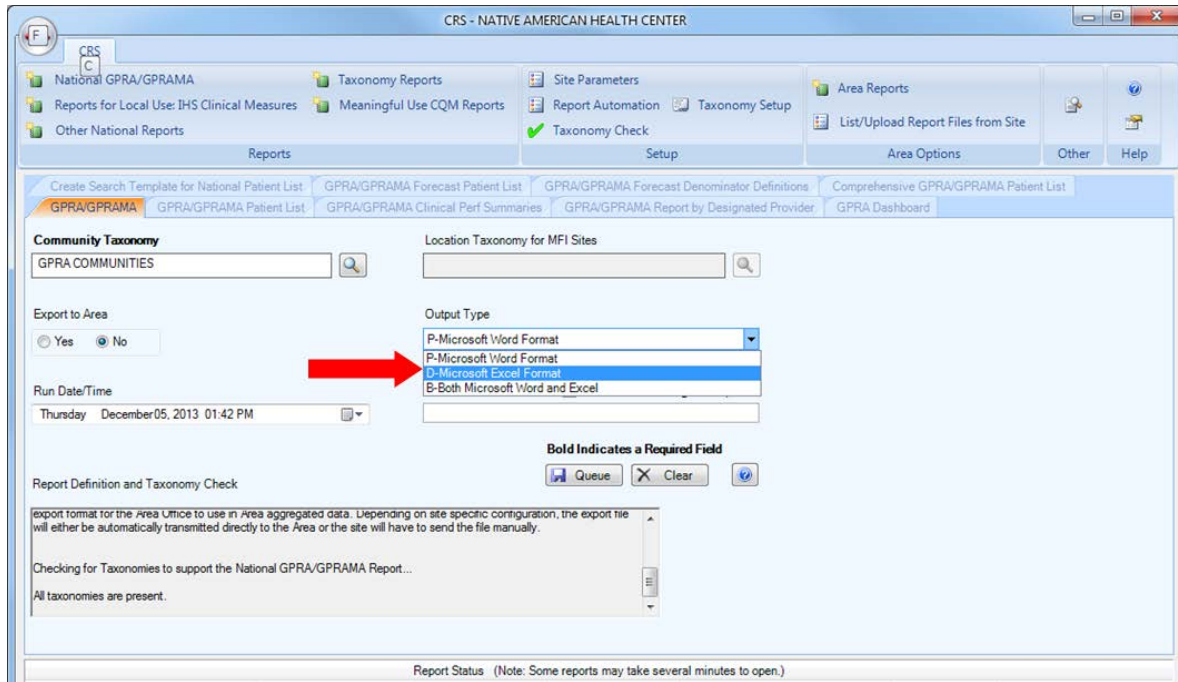 CRS - NATIVE AMERICAN HEALTH CENTER
F
CRS
C
National GPRA/GPRAMA
Taxonomy Reports
Site Parameters
Area Reports
Reports for Local Use: IHS Clinical Measures
Meaningful Use CQM Reports
Report Automation
Taxonomy Setup
List/Upload Report Files from Site
Other National Reports
Taxonomy Check
Reports
Setup
Area Options
Other
Help
Create Search Template for National Patient List
GPRA/GPRAMA Forecast Patient List
GPRA/GPRAMA Forecast Denominator Definitions
Comprehensive GPRA/GPRAMA Patient List
GPRA/GPRAMA
GPRA/GPRAMA Patient List
GPRA/GPRAMA Clinical Perf Summaries
GPRA/GPRAMA Report by Designated Provider
GPRA Dashboard
Community Taxonomy
Location Taxonomy for MFI Sites
GPRA COMMUNITIES
Export to Area
Output Type
Yes
No
P-Microsoft Word Format
P-Microsoft Word Format
D-Microsoft Excel Format
B-Both Microsoft Word and Excel
Run Date/Time
Thursday December 05, 2013 01:42 PM
Bold Indicates a Required Field
Queue
Clear
Report Definition and Taxonomy Check
export format for the Area Office to use in Area aggregated data. Depending on site specific configuration, the export file
will either be automatically transmitted directly to the Area or the site will have to send the file manually.
Checking for Taxonomies to support the National GPRA/GPRAMA Report...
All taxonomies are present.
Report Status (Note: Some reports may take several minutes to open.)